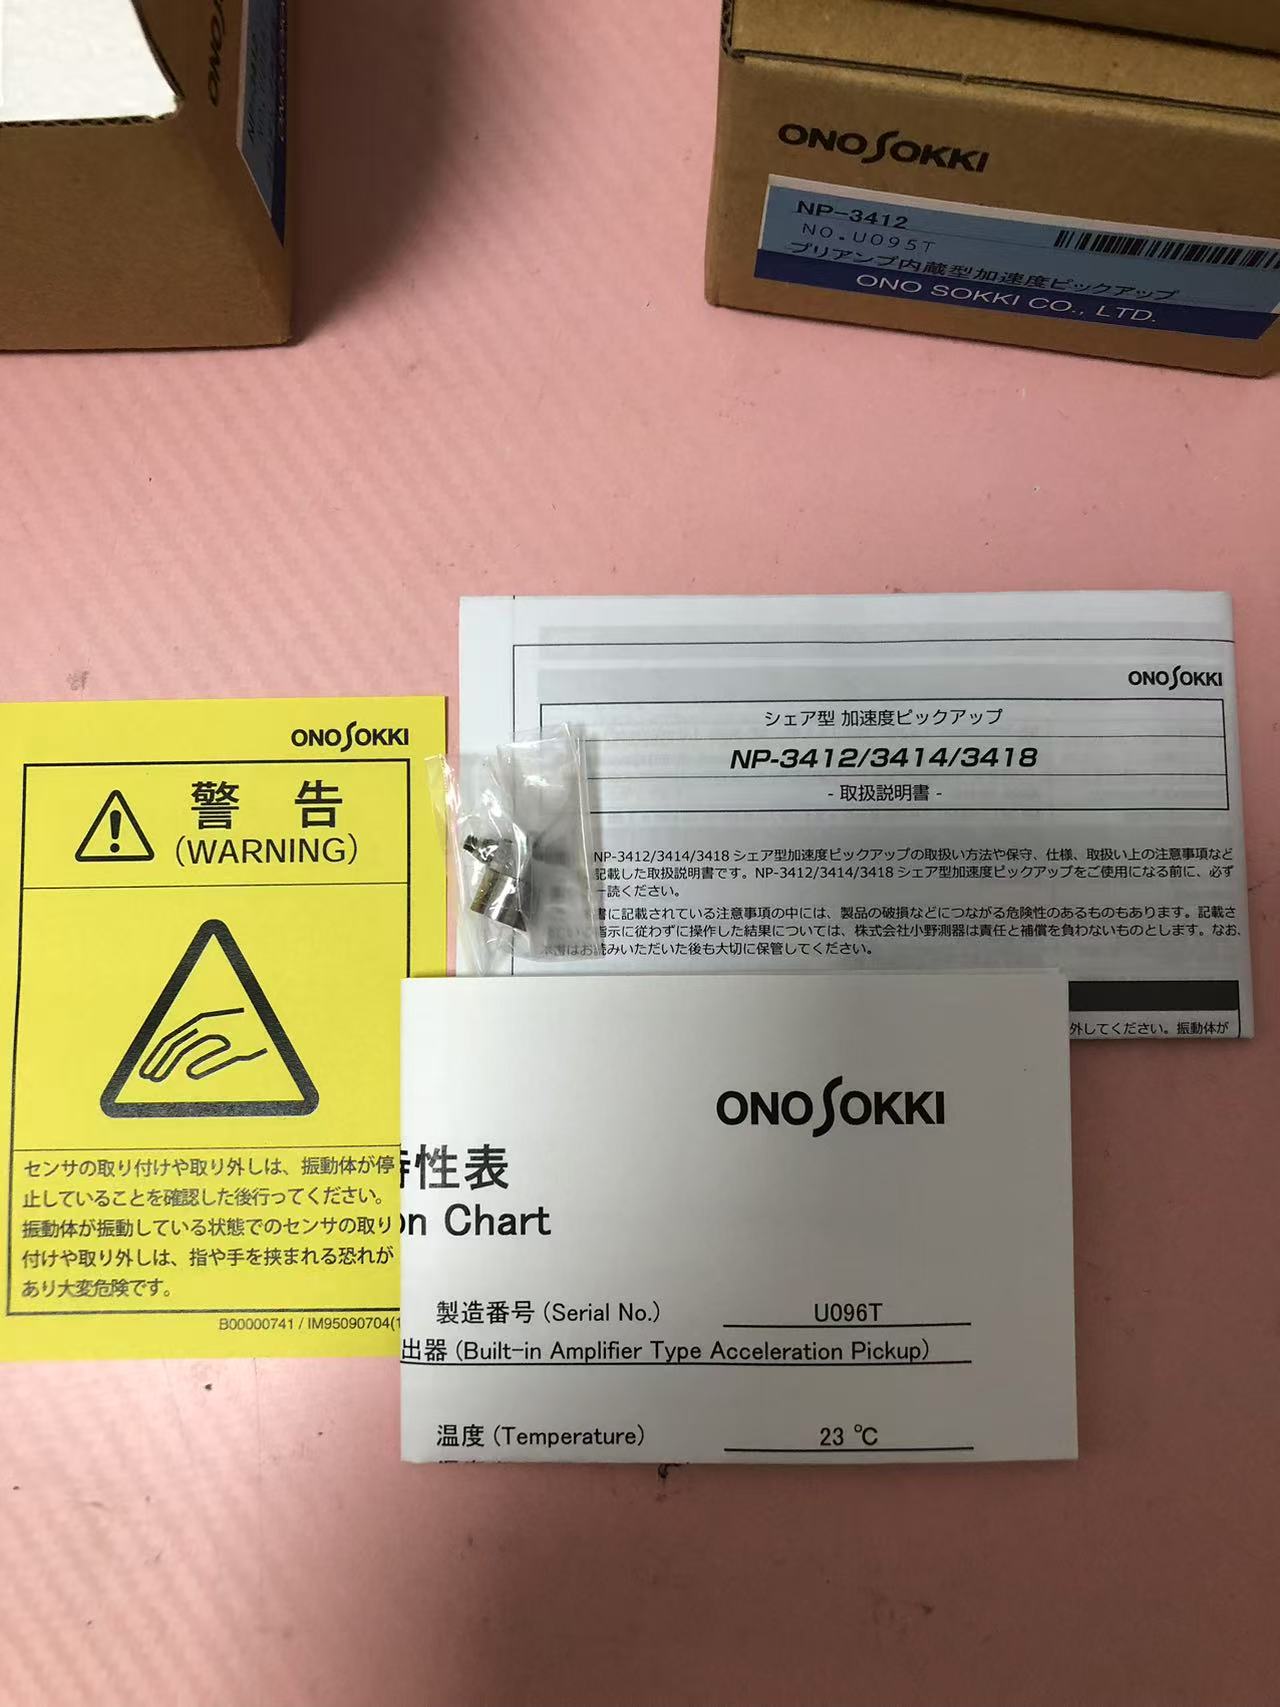 ONO SOKKI
NP-3412
NO.U095T
プリアンプ内蔵型加速度ピックアップ
ONO SOKKI CO., LTD.
ONO SOKKI
シェア型 加速度ピックアップ
NP-3412/3414/3418
- 取扱説明書 -
NP-3412/3414/3418 シェア型加速度ピックアップの取扱い方法や保守、仕様、取扱い上の注意事項など
記載した取扱説明書です。NP-3412/3414/3418 シェア型加速度ピックアップをご使用になる前に、必ず
一読ください。
書に記載されている注意事項の中には、製品の破損などにつながる危険性のあるものもあります。記載さ
指示に従わずに操作した結果については、株式会社小野測器は責任と補償を負わないものとします。なお、
はお読みいただいた後も大切に保管してください。
外してください。振動体が
ONO SOKKI
警 告
(WARNING)
センサの取り付けや取り外しは、振動体が停
止していることを確認した後行ってください。
振動体が振動している状態でのセンサの取り
付けや取り外しは、指や手を挟まれる恐れが
あり大変危険です。
B00000741 / IM95090704(1
ONO SOKKI
性表
on Chart
製造番号 (Serial No.) U096T
出器 (Built-in Amplifier Type Acceleration Pickup)
温度 (Temperature) 23 ℃